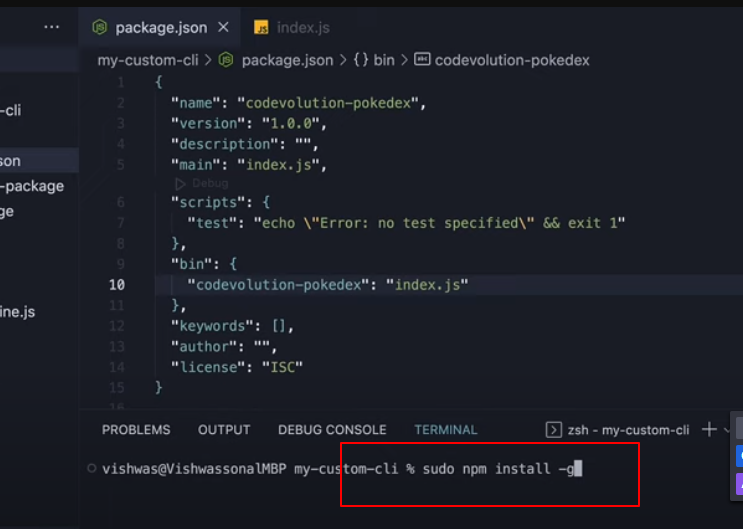 ... package.json × JS index.js
my-custom-cli > package.json > {} bin > codevolution-pokedex
-cli
son
-package
ge
ine.js
1 {
2 "name": "codevolution-pokedex",
3 "version": "1.0.0",
4 "description": "",
5 "main": "index.js",
Debug
6 "scripts": {
7 "test": "echo \"Error: no test specified\" && exit 1"
8 },
9 "bin": {
10 "codevolution-pokedex": "index.js"
11 },
12 "keywords": [],
13 "author": "",
14 "license": "ISC"
15 }
16
PROBLEMS OUTPUT DEBUG CONSOLE TERMINAL zsh - my-custom-cli +
vishwas@VishwassonalMBP my-custom-cli % sudo npm install -g